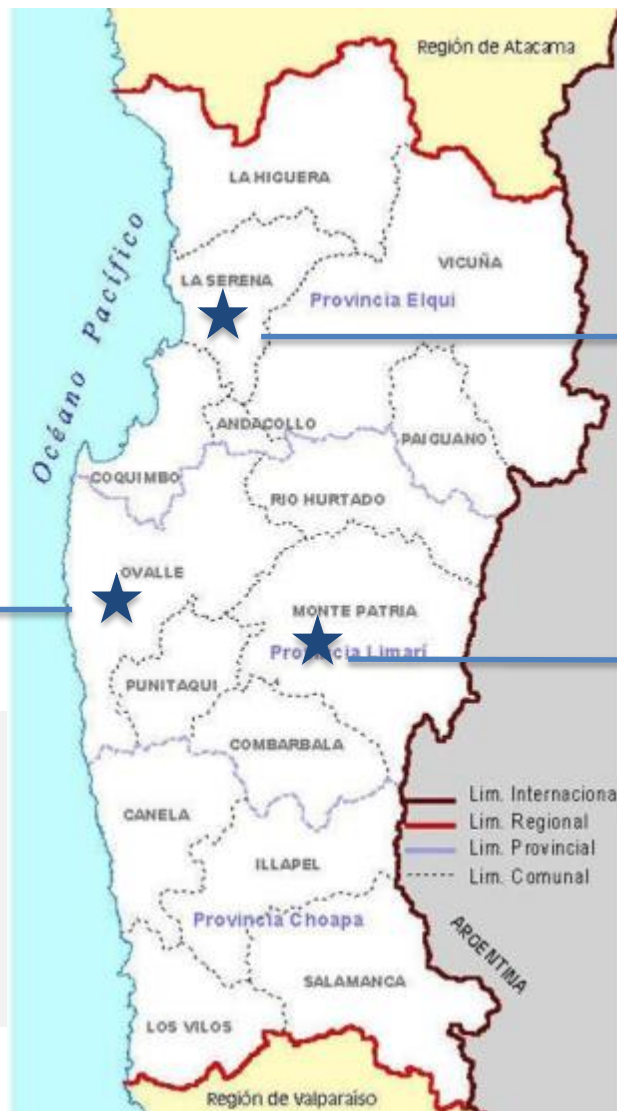 Región de Atacama
LA HIGUERA
VICUÑA
LA SERENA
Provincia Elqui
Océano Pacífico
ANDACOLLO
PAIGUANO
COQUIMBO
RIO HURTADO
OVALLE
MONTE PATRIA
Provincia Limarí
PUNITAQUI
COMBARBALA
CANELA
Lim. Internaciona
Lim. Regional
Lim. Provincial
Lim. Comunal
ILLAPEL
Provincia Choapa
ARGENTINA
SALAMANCA
LOS VILOS
Región de Valparaíso